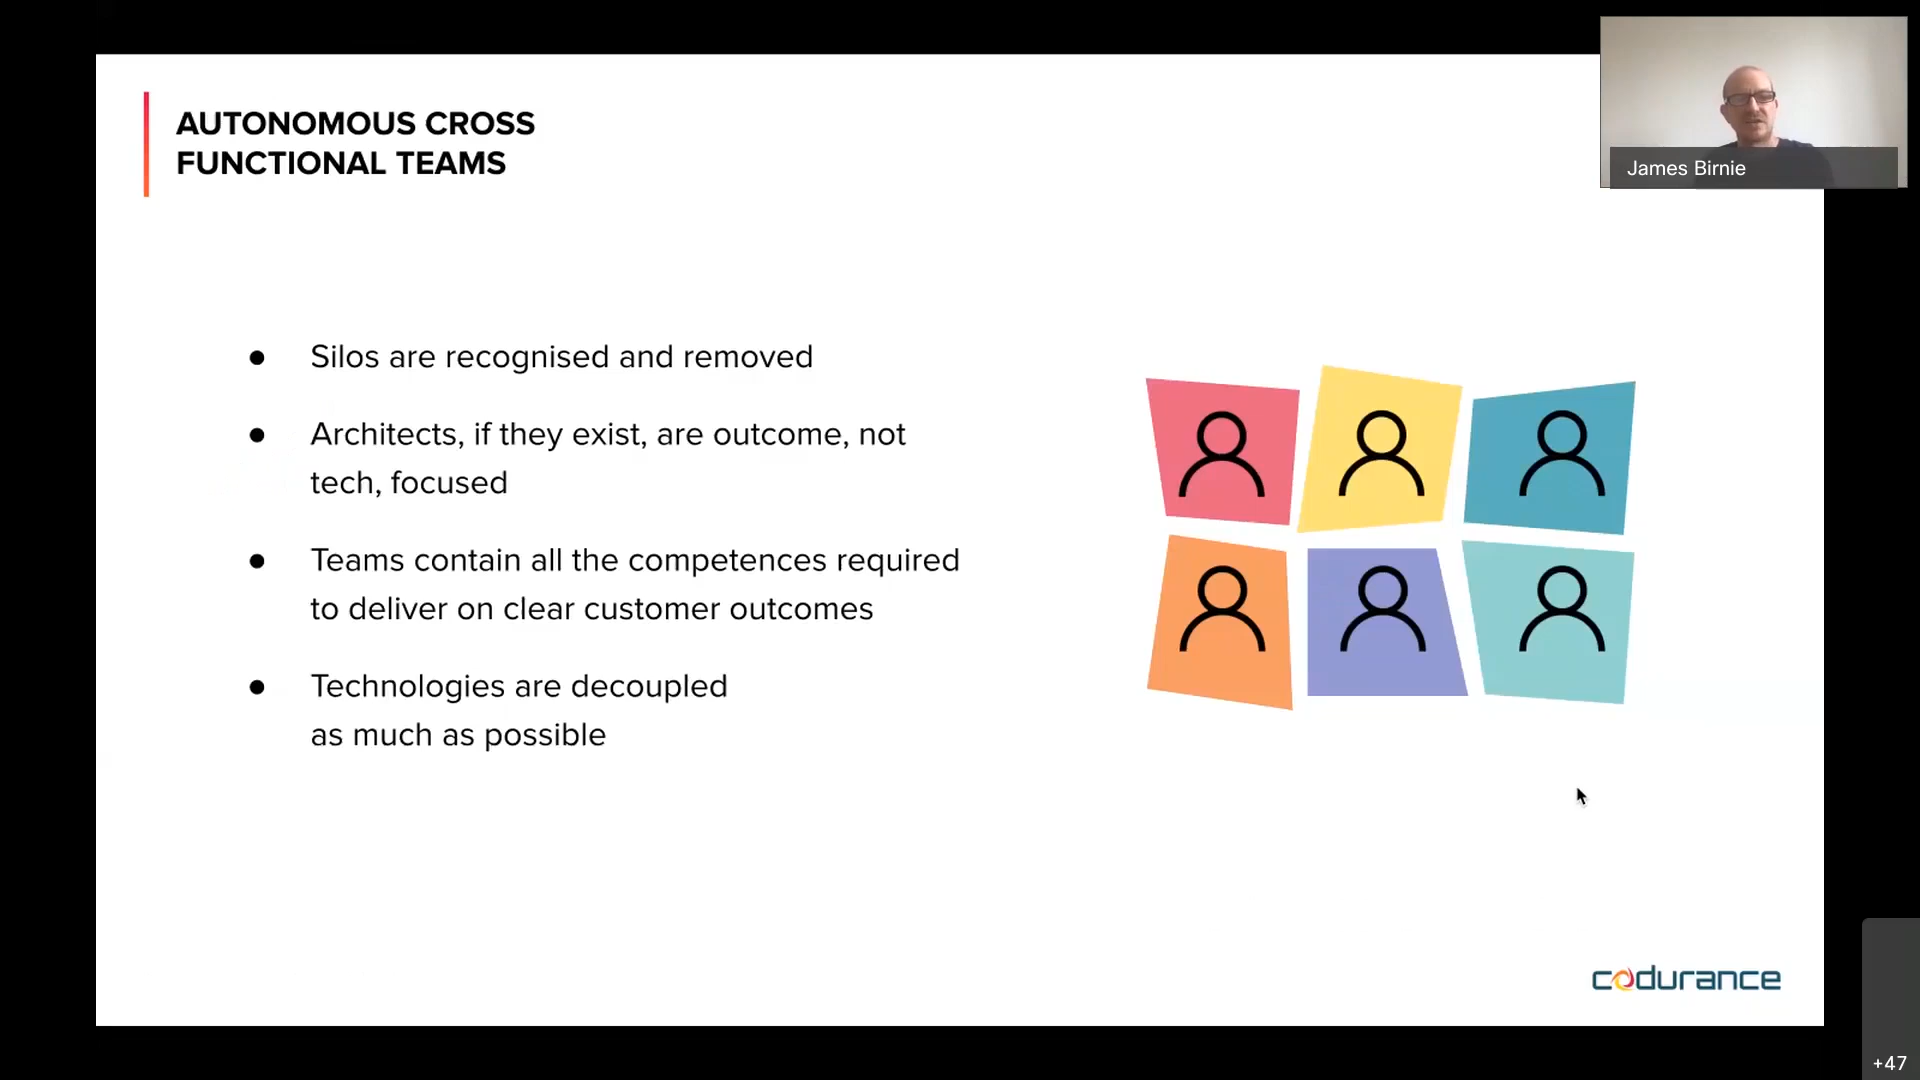 AUTONOMOUS CROSS
FUNCTIONAL TEAMS
James Birnie
● Silos are recognised and removed
● Architects, if they exist, are outcome, not
tech, focused
● Teams contain all the competences required
to deliver on clear customer outcomes
● Technologies are decoupled
as much as possible
codurance
+47